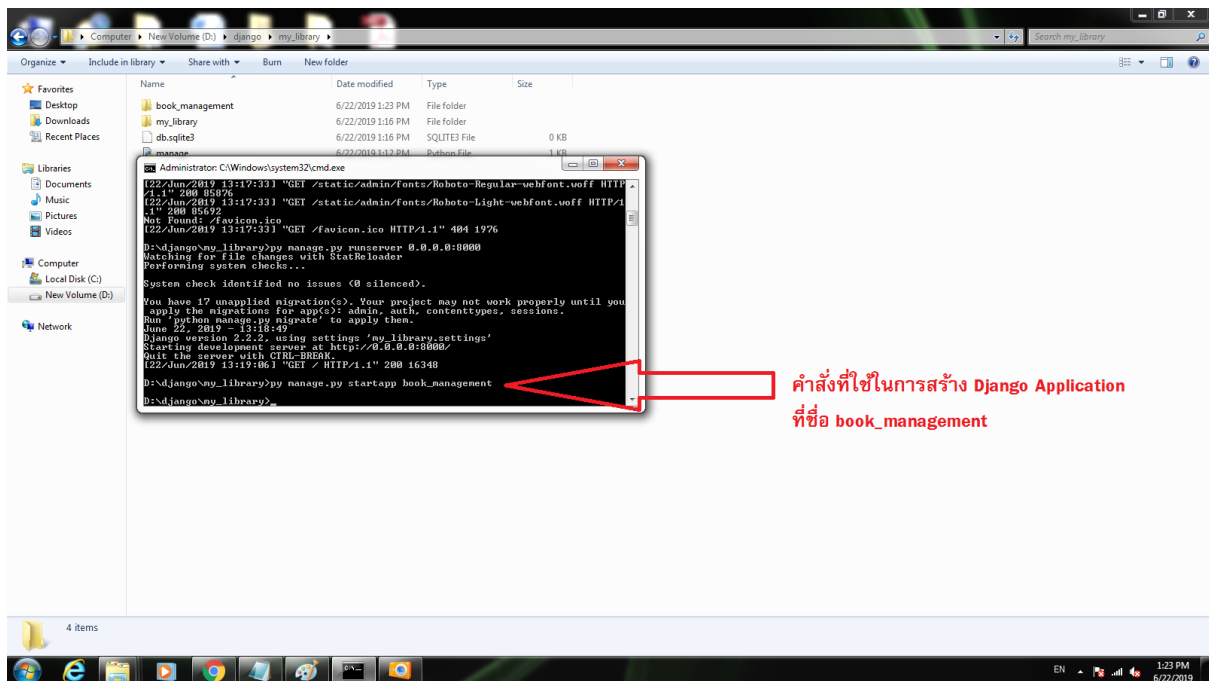 Computer ▸ New Volume (D:) ▸ django ▸ my_library ▸
Search my_library
Organize ▾ Include in library ▾ Share with ▾ Burn New folder
Favorites
Desktop
Downloads
Recent Places
Libraries
Documents
Music
Pictures
Videos
Computer
Local Disk (C:)
New Volume (D:)
Network
Name Date modified Type Size
book_management 6/22/2019 1:23 PM File folder
my_library 6/22/2019 1:16 PM File folder
db.sqlite3 6/22/2019 1:16 PM SQLITE3 File 0 KB
manage 6/22/2019 1:12 PM Python File 1 KB
Administrator: C:\Windows\system32\cmd.exe
[22/Jun/2019 13:17:33] "GET /static/admin/fonts/Roboto-Regular-webfont.woff HTTP
/1.1" 200 85876
[22/Jun/2019 13:17:33] "GET /static/admin/fonts/Roboto-Light-webfont.woff HTTP/1
.1" 200 85692
Not Found: /favicon.ico
[22/Jun/2019 13:17:33] "GET /favicon.ico HTTP/1.1" 404 1976
D:\django\my_library>py manage.py runserver 0.0.0.0:8000
Watching for file changes with StatReloader
Performing system checks...
System check identified no issues (0 silenced).
You have 17 unapplied migration(s). Your project may not work properly until you
apply the migrations for app(s): admin, auth, contenttypes, sessions.
Run 'python manage.py migrate' to apply them.
June 22, 2019 - 13:18:49
Django version 2.2.2, using settings 'my_library.settings'
Starting development server at http://0.0.0.0:8000/
Quit the server with CTRL-BREAK.
[22/Jun/2019 13:19:06] "GET / HTTP/1.1" 200 16348
D:\django\my_library>py manage.py startapp book_management
D:\django\my_library>_
คำสั่งที่ใช้ในการสร้าง Django Application
ที่ชื่อ book_management
4 items
EN
1:23 PM
6/22/2019